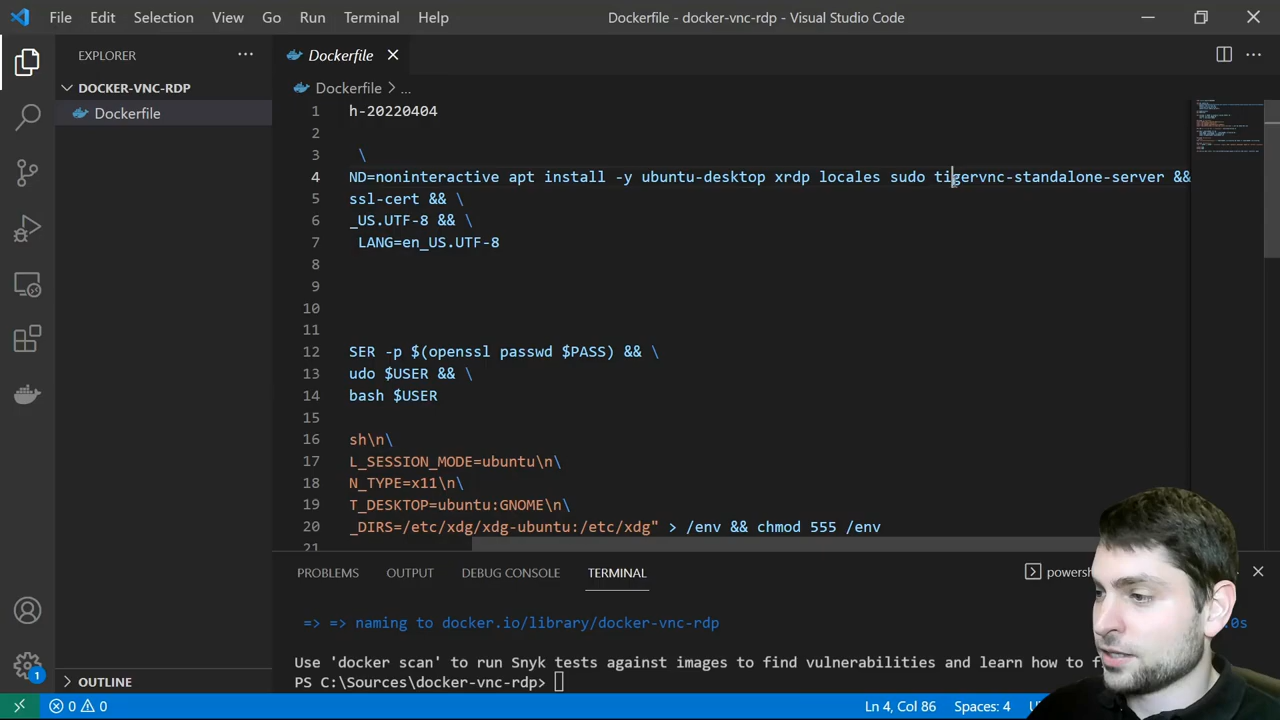 File Edit Selection View Go Run Terminal Help Dockerfile - docker-vnc-rdp - Visual Studio Code
EXPLORER
Dockerfile
DOCKER-VNC-RDP
Dockerfile > ...
Dockerfile
1 h-20220404
2
3 \
4 ND=noninteractive apt install -y ubuntu-desktop xrdp locales sudo tigervnc-standalone-server &&
5 ssl-cert && \
6 _US.UTF-8 && \
7 LANG=en_US.UTF-8
8
9
10
11
12 SER -p $(openssl passwd $PASS) && \
13 udo $USER && \
14 bash $USER
15
16 sh\n\
17 L_SESSION_MODE=ubuntu\n\
18 N_TYPE=x11\n\
19 T_DESKTOP=ubuntu:GNOME\n\
20 _DIRS=/etc/xdg/xdg-ubuntu:/etc/xdg" > /env && chmod 555 /env
21
PROBLEMS OUTPUT DEBUG CONSOLE TERMINAL
=> => naming to docker.io/library/docker-vnc-rdp
Use 'docker scan' to run Snyk tests against images to find vulnerabilities and learn how to
PS C:\Sources\docker-vnc-rdp>
OUTLINE
1
0 0 Ln 4, Col 86 Spaces: 4